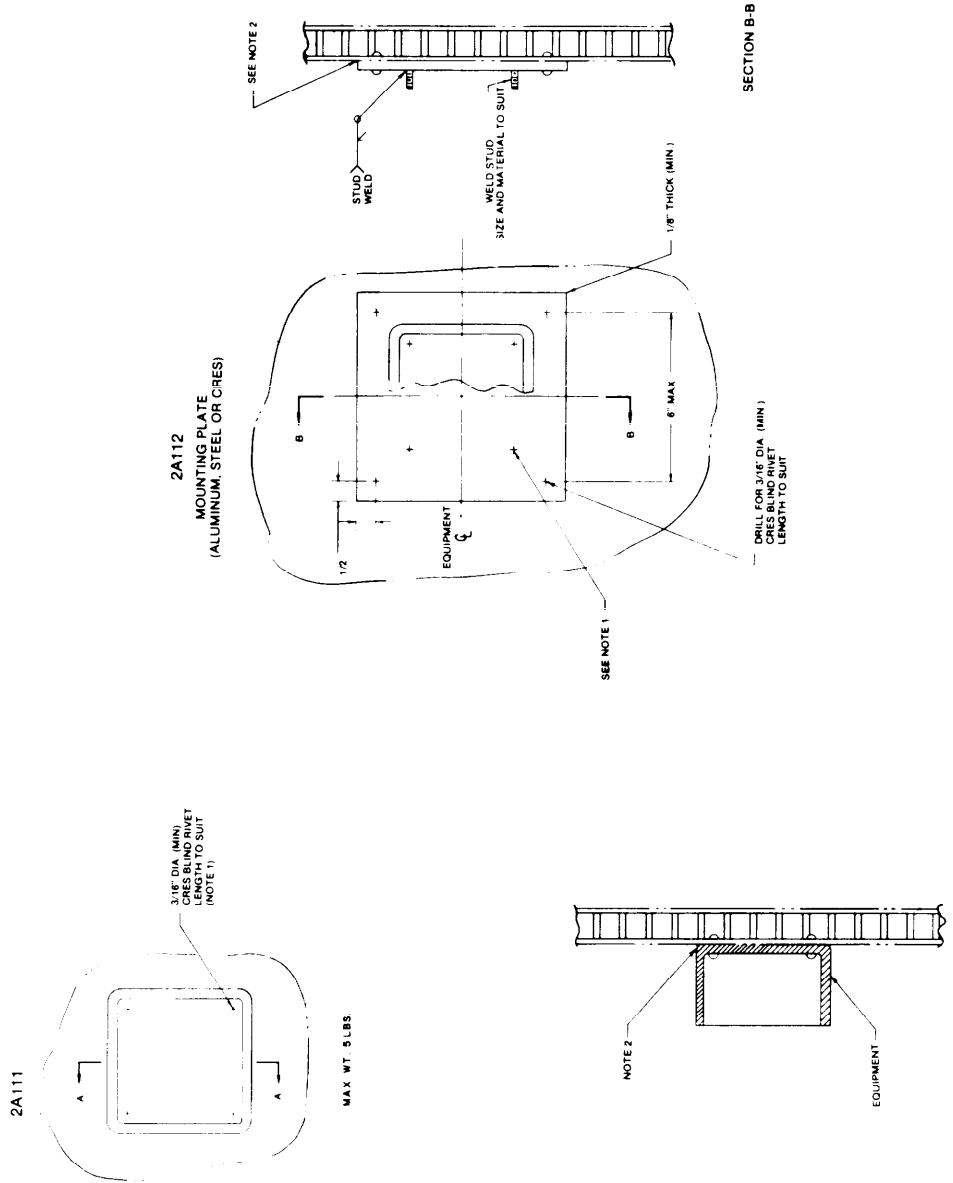 2A111
A
A
3/16" DIA (MIN)
CRES BLIND RIVET
LENGTH TO SUIT
(NOTE 1)
MAX WT. 5 LBS.
NOTE 2
EQUIPMENT
2A112
MOUNTING PLATE
(ALUMINUM, STEEL OR CRES)
1/2
B
B
EQUIPMENT
℄
SEE NOTE 1
6" MAX
DRILL FOR 3/16" DIA (MIN)
CRES BLIND RIVET
LENGTH TO SUIT
1/8" THICK (MIN.)
SEE NOTE 2
STUD
WELD
WELD STUD
SIZE AND MATERIAL TO SUIT
SECTION B-B